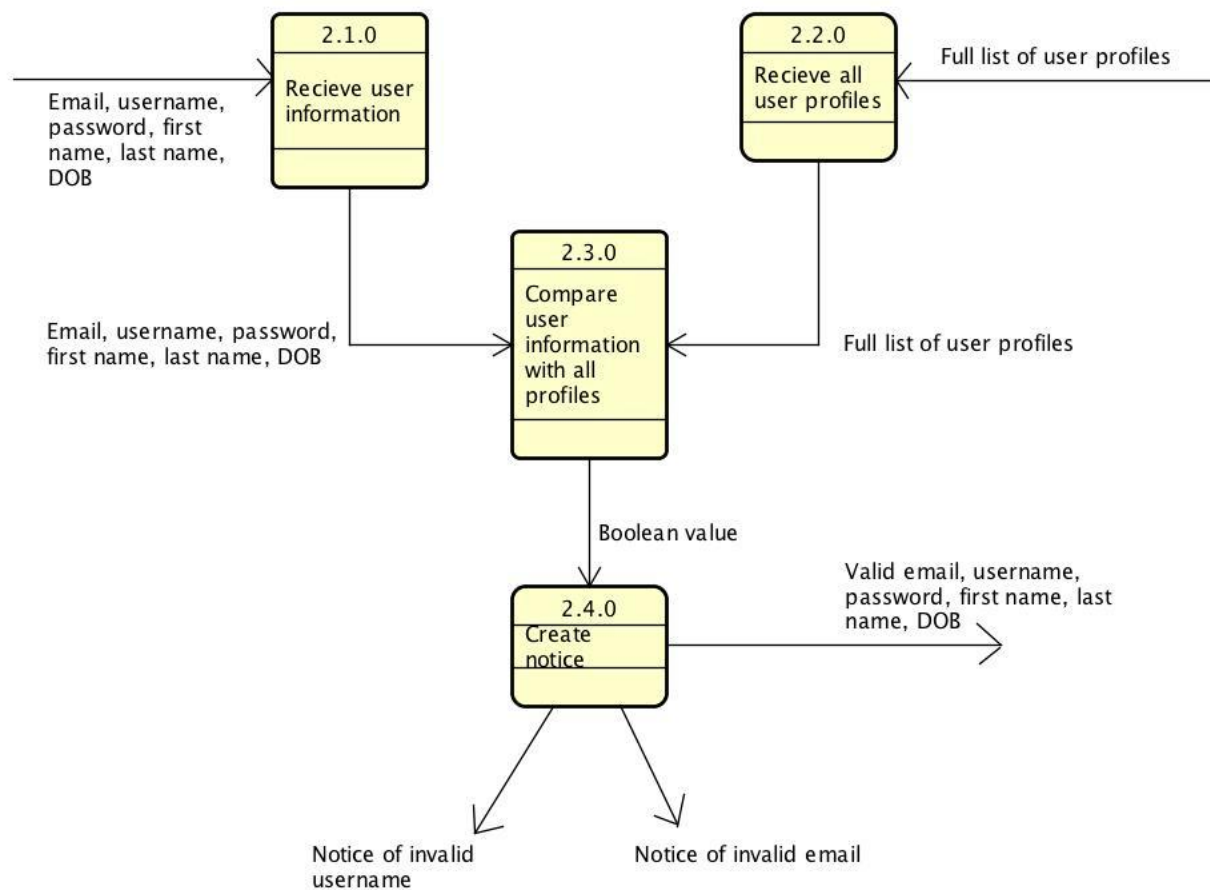 2.1.0
Recieve user
information
2.2.0
Recieve all
user profiles
Full list of user profiles
Email, username,
password, first
name, last name,
DOB
2.3.0
Compare
user
information
with all
profiles
Email, username, password,
first name, last name, DOB
Full list of user profiles
Boolean value
2.4.0
Create
notice
Valid email, username,
password, first name, last
name, DOB
Notice of invalid
username
Notice of invalid email